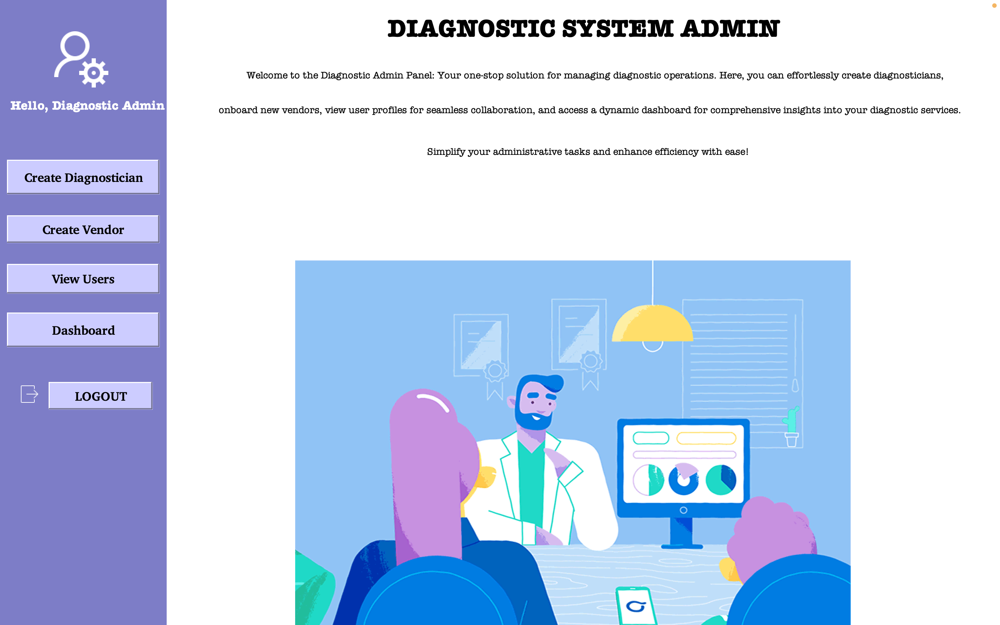 DIAGNOSTIC SYSTEM ADMIN
Welcome to the Diagnostic Admin Panel: Your one-stop solution for managing diagnostic operations. Here, you can effortlessly create diagnosticians,
onboard new vendors, view user profiles for seamless collaboration, and access a dynamic dashboard for comprehensive insights into your diagnostic services.
Simplify your administrative tasks and enhance efficiency with ease!
Hello, Diagnostic Admin
Create Diagnostician
Create Vendor
View Users
Dashboard
LOGOUT